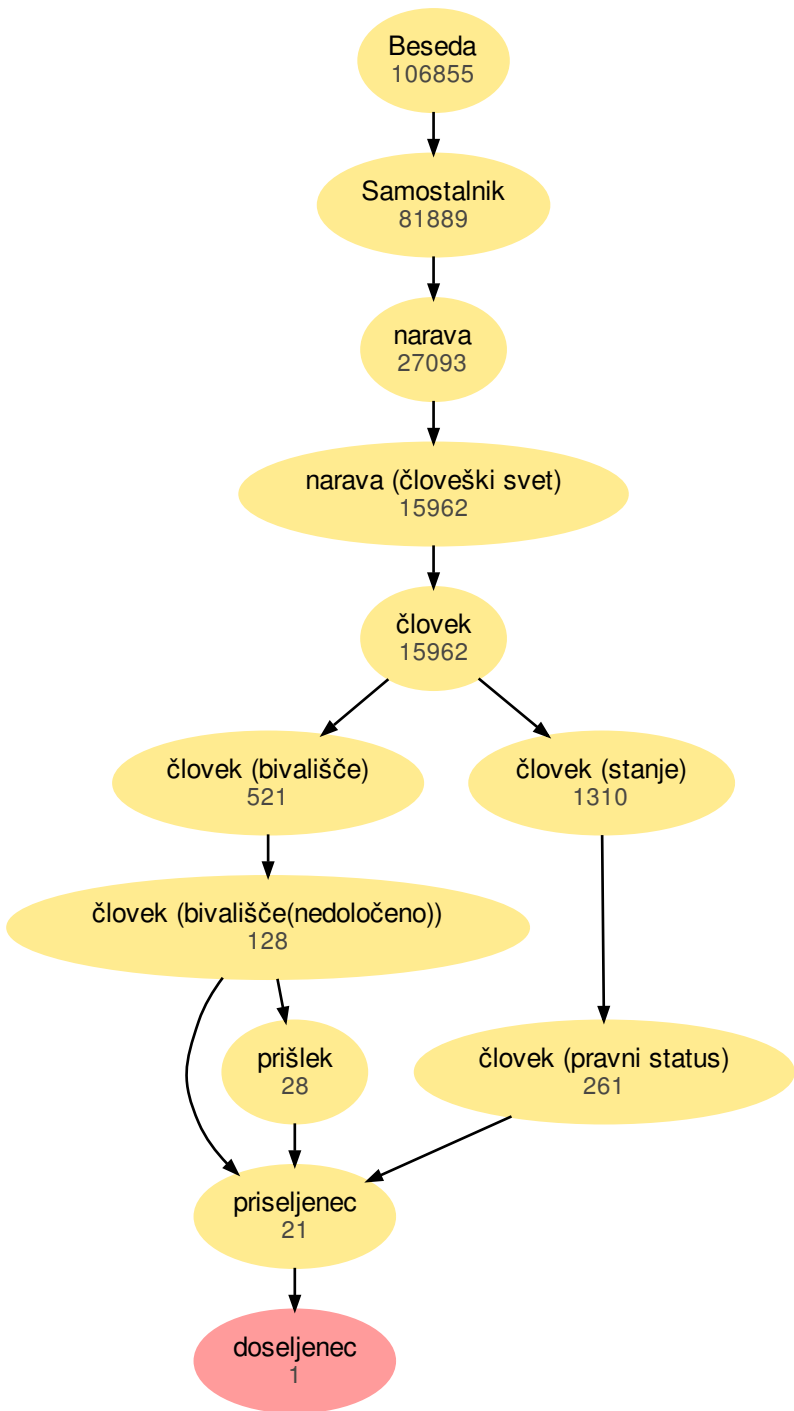 Beseda
106855
Samostalnik
81889
narava
27093
narava (človeški svet)
15962
človek
15962
človek (bivališče)
521
človek (stanje)
1310
človek (bivališče(nedoločeno))
128
prišlek
28
človek (pravni status)
261
priseljenec
21
doseljenec
1